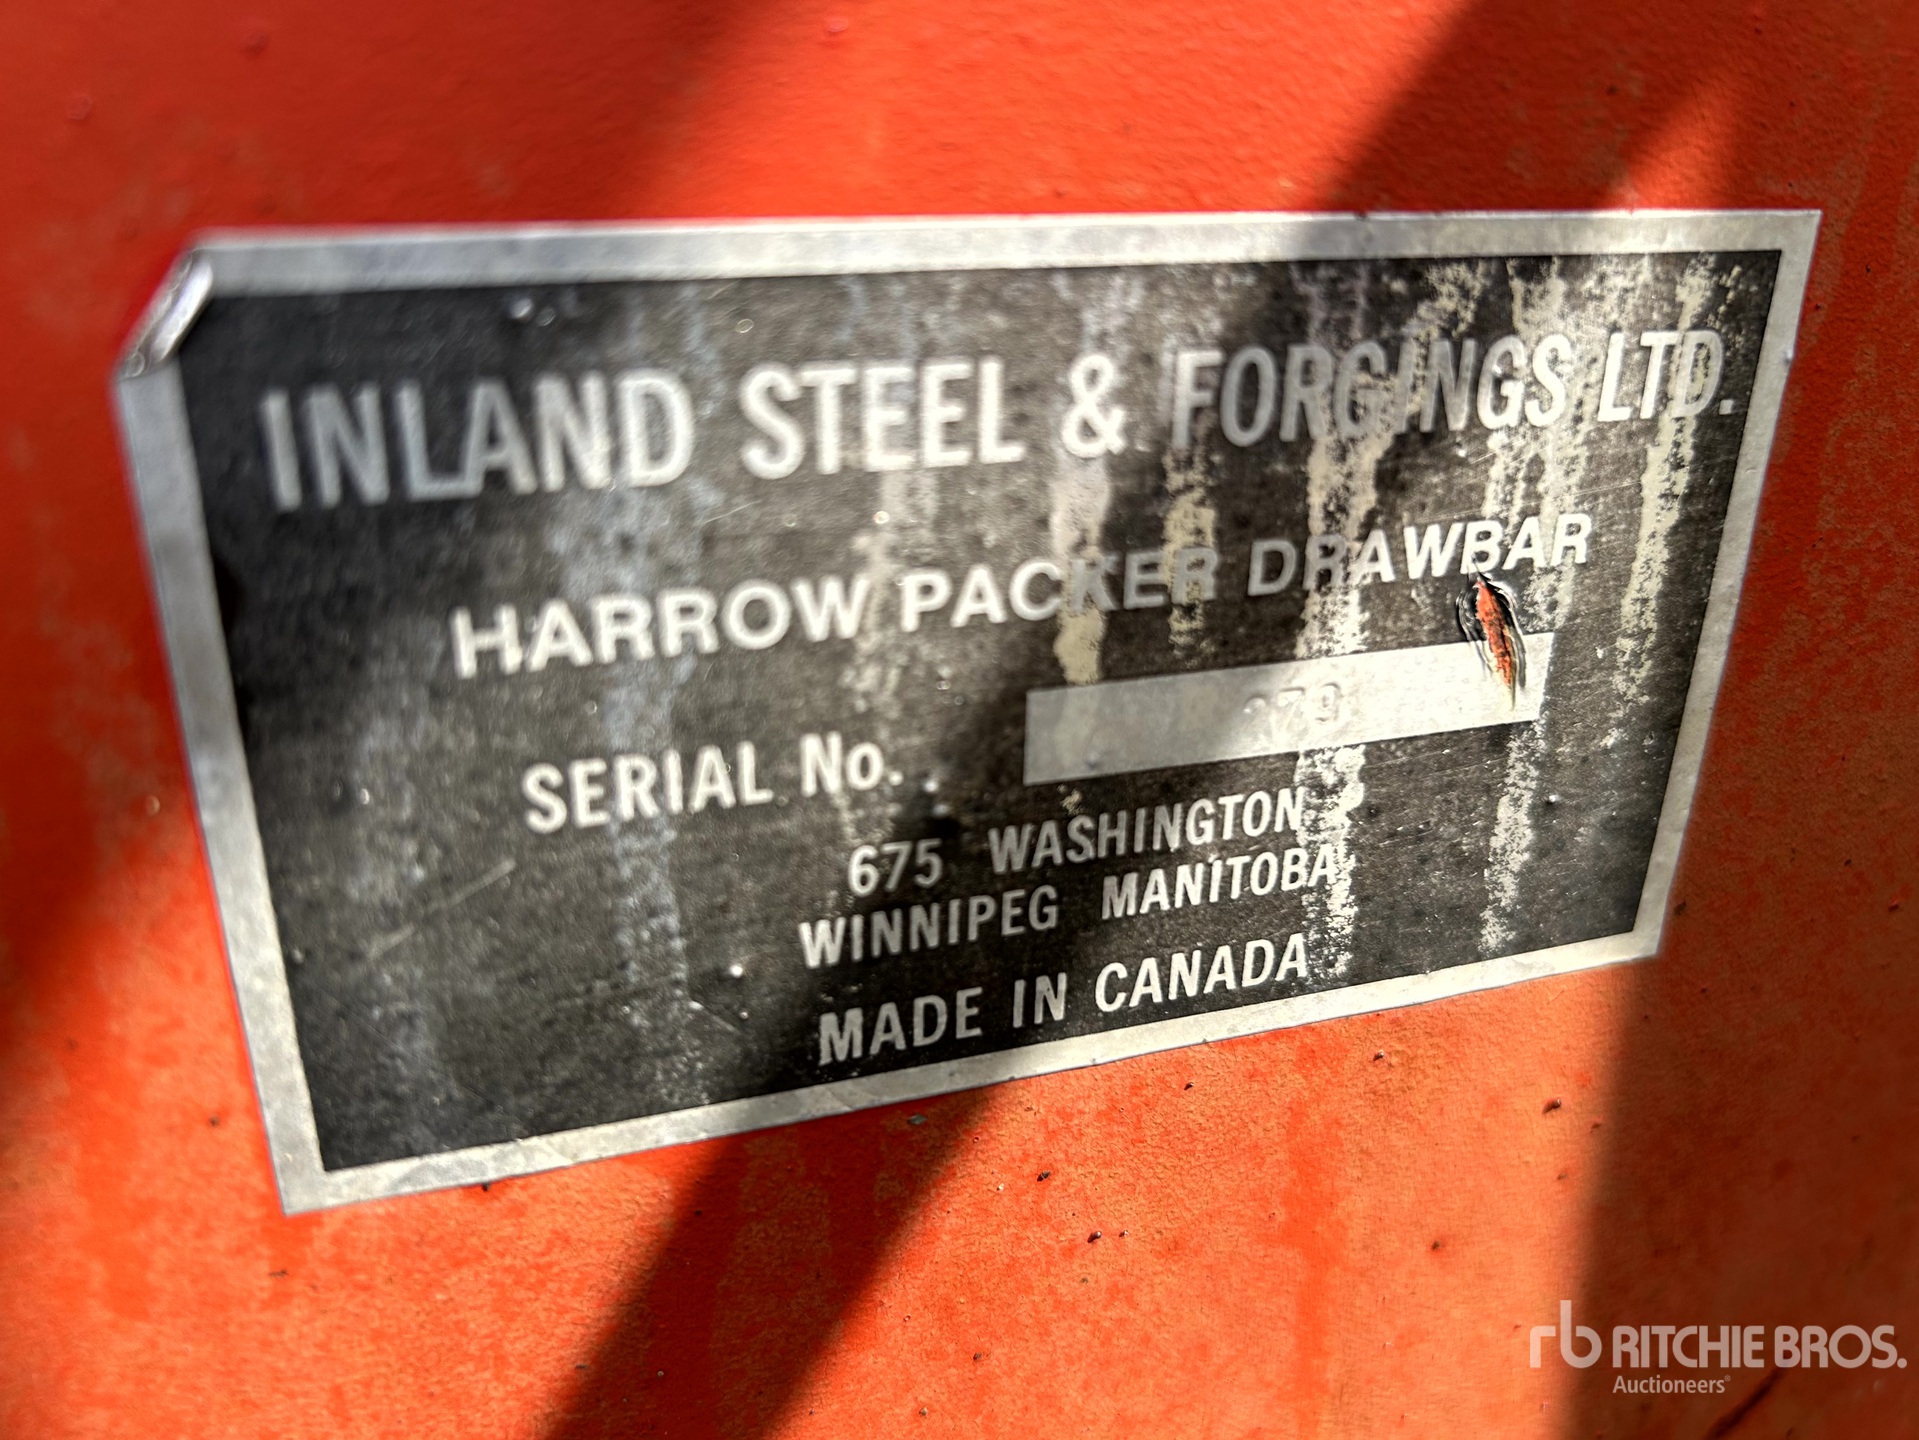 INLAND STEEL & FORGINGS LTD.
HARROW PACKER DRAWBAR
SERIAL No.
675 WASHINGTON
WINNIPEG MANITOBA
MADE IN CANADA
rb RITCHIE BROS.
Auctioneers®